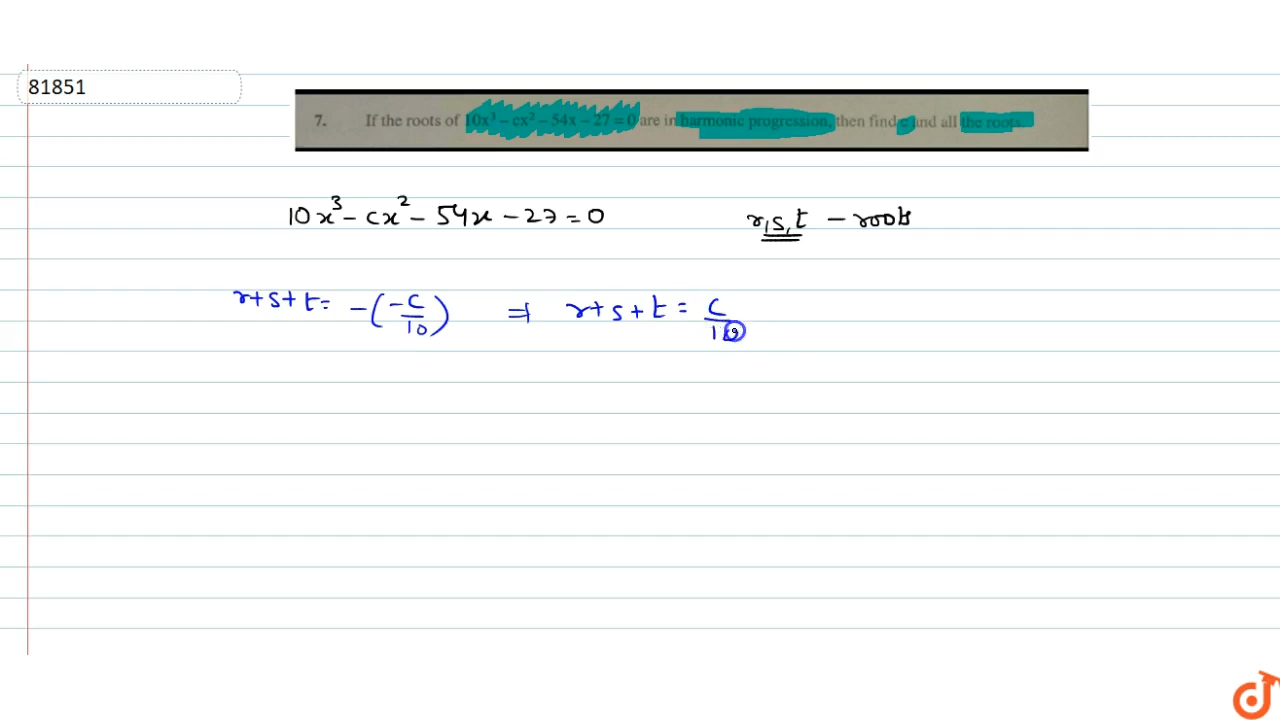 81851
7. If the roots of 10x³ – cx² – 54x – 27 = 0 are in harmonic progression, then find c and all the roots.
10x³ – cx² – 54x – 27 = 0 r, s, t – roots
r+s+t = –(–c/10) ⇒ r+s+t = c/10